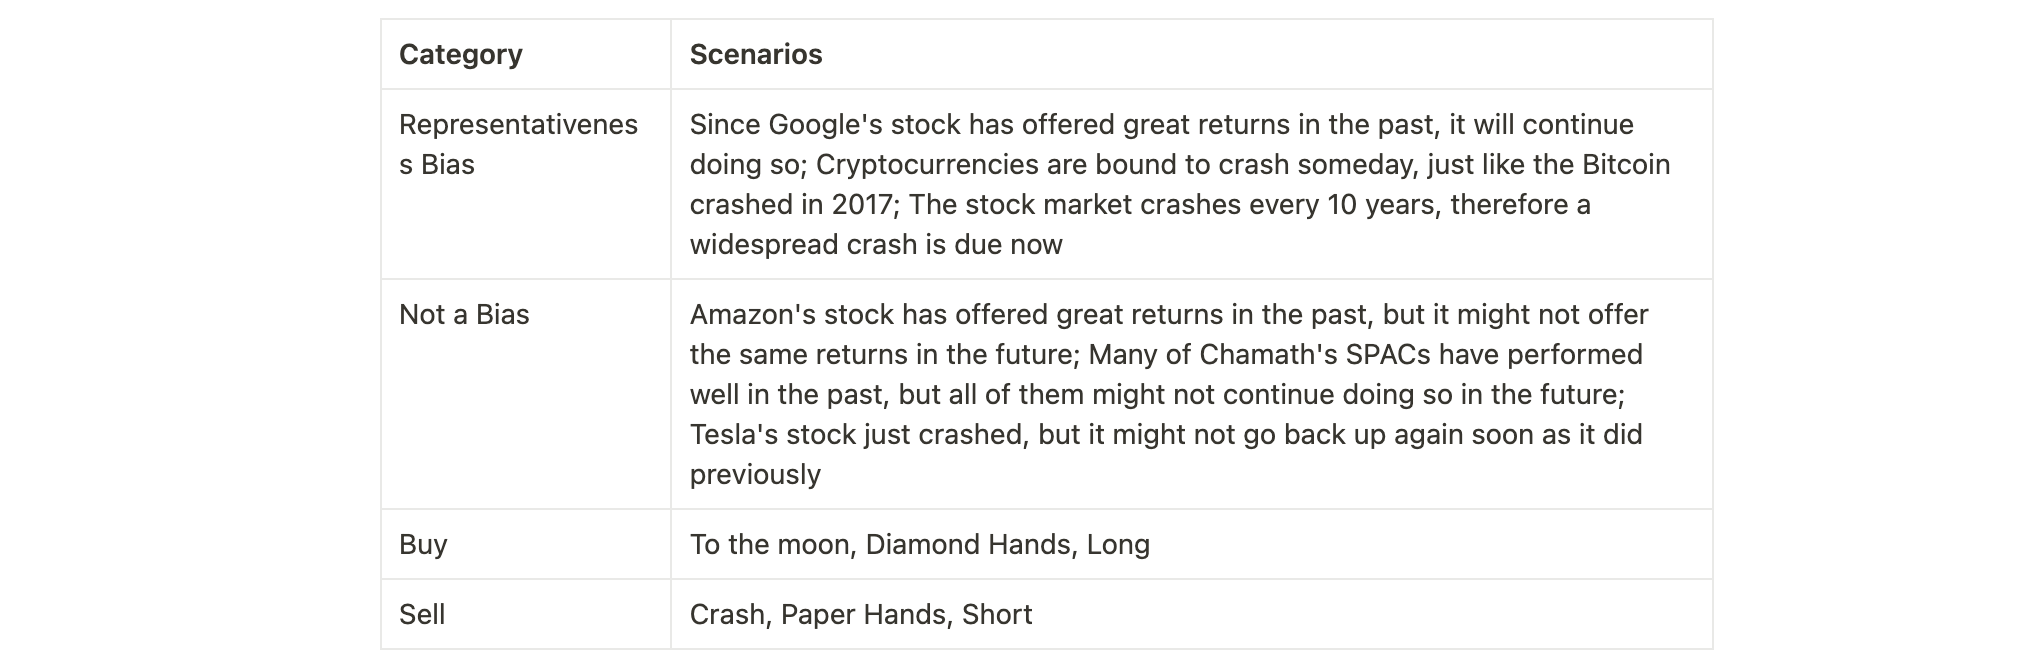 Category
Scenarios
Representativenes
s Bias
Since Google's stock has offered great returns in the past, it will continue
doing so; Cryptocurrencies are bound to crash someday, just like the Bitcoin
crashed in 2017; The stock market crashes every 10 years, therefore a
widespread crash is due now
Not a Bias
Amazon's stock has offered great returns in the past, but it might not offer
the same returns in the future; Many of Chamath's SPACs have performed
well in the past, but all of them might not continue doing so in the future;
Tesla's stock just crashed, but it might not go back up again soon as it did
previously
Buy
To the moon, Diamond Hands, Long
Sell
Crash, Paper Hands, Short